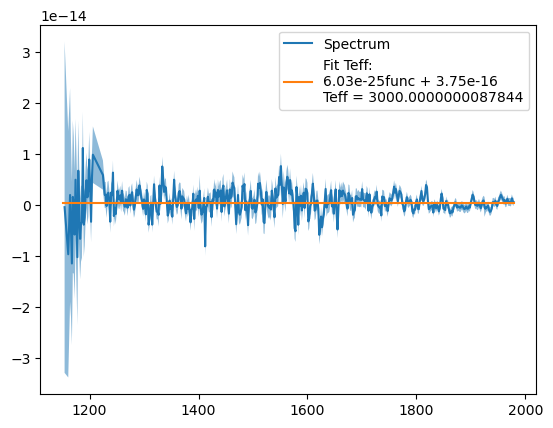 1e−14
Spectrum
Fit Teff:
6.03e-25func + 3.75e-16
Teff = 3000.0000000087844
3
2
1
0
−1
−2
−3
1200 1400 1600 1800 2000